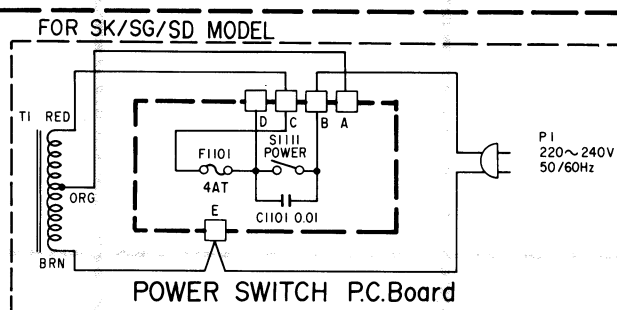 FOR SK/SG/SD MODEL
T1 RED
D C B A
S1111
POWER
F1101
4AT
ORG
E
C1101 0.01
BRN
P1
220~240V
50/60Hz
POWER SWITCH P.C.Board